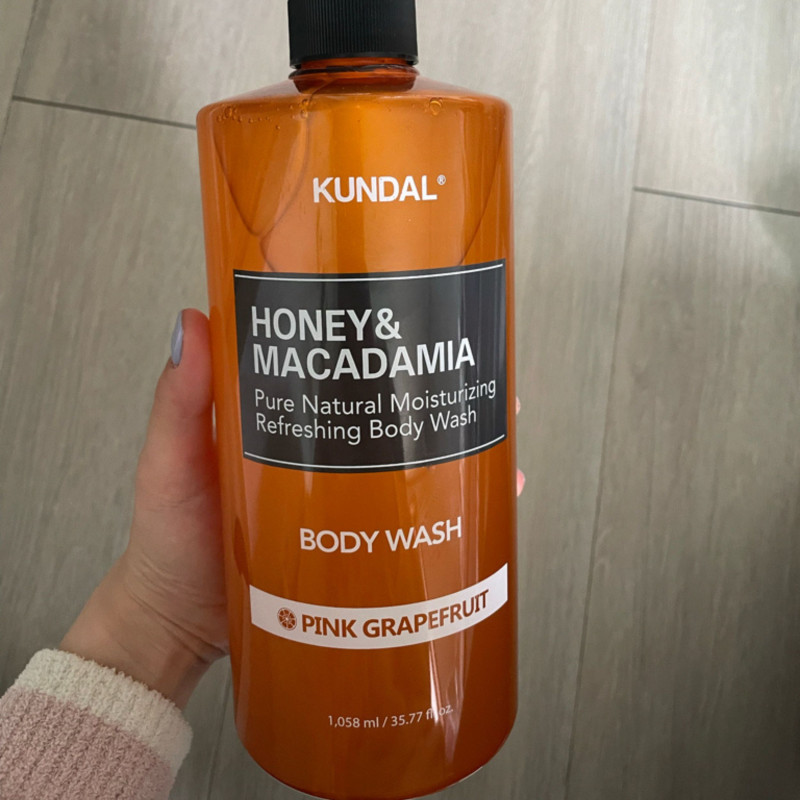 KUNDAL®
HONEY&
MACADAMIA
Pure Natural Moisturizing
Refreshing Body Wash
BODY WASH
PINK GRAPEFRUIT
1,058 ml / 35.77 fl. oz.